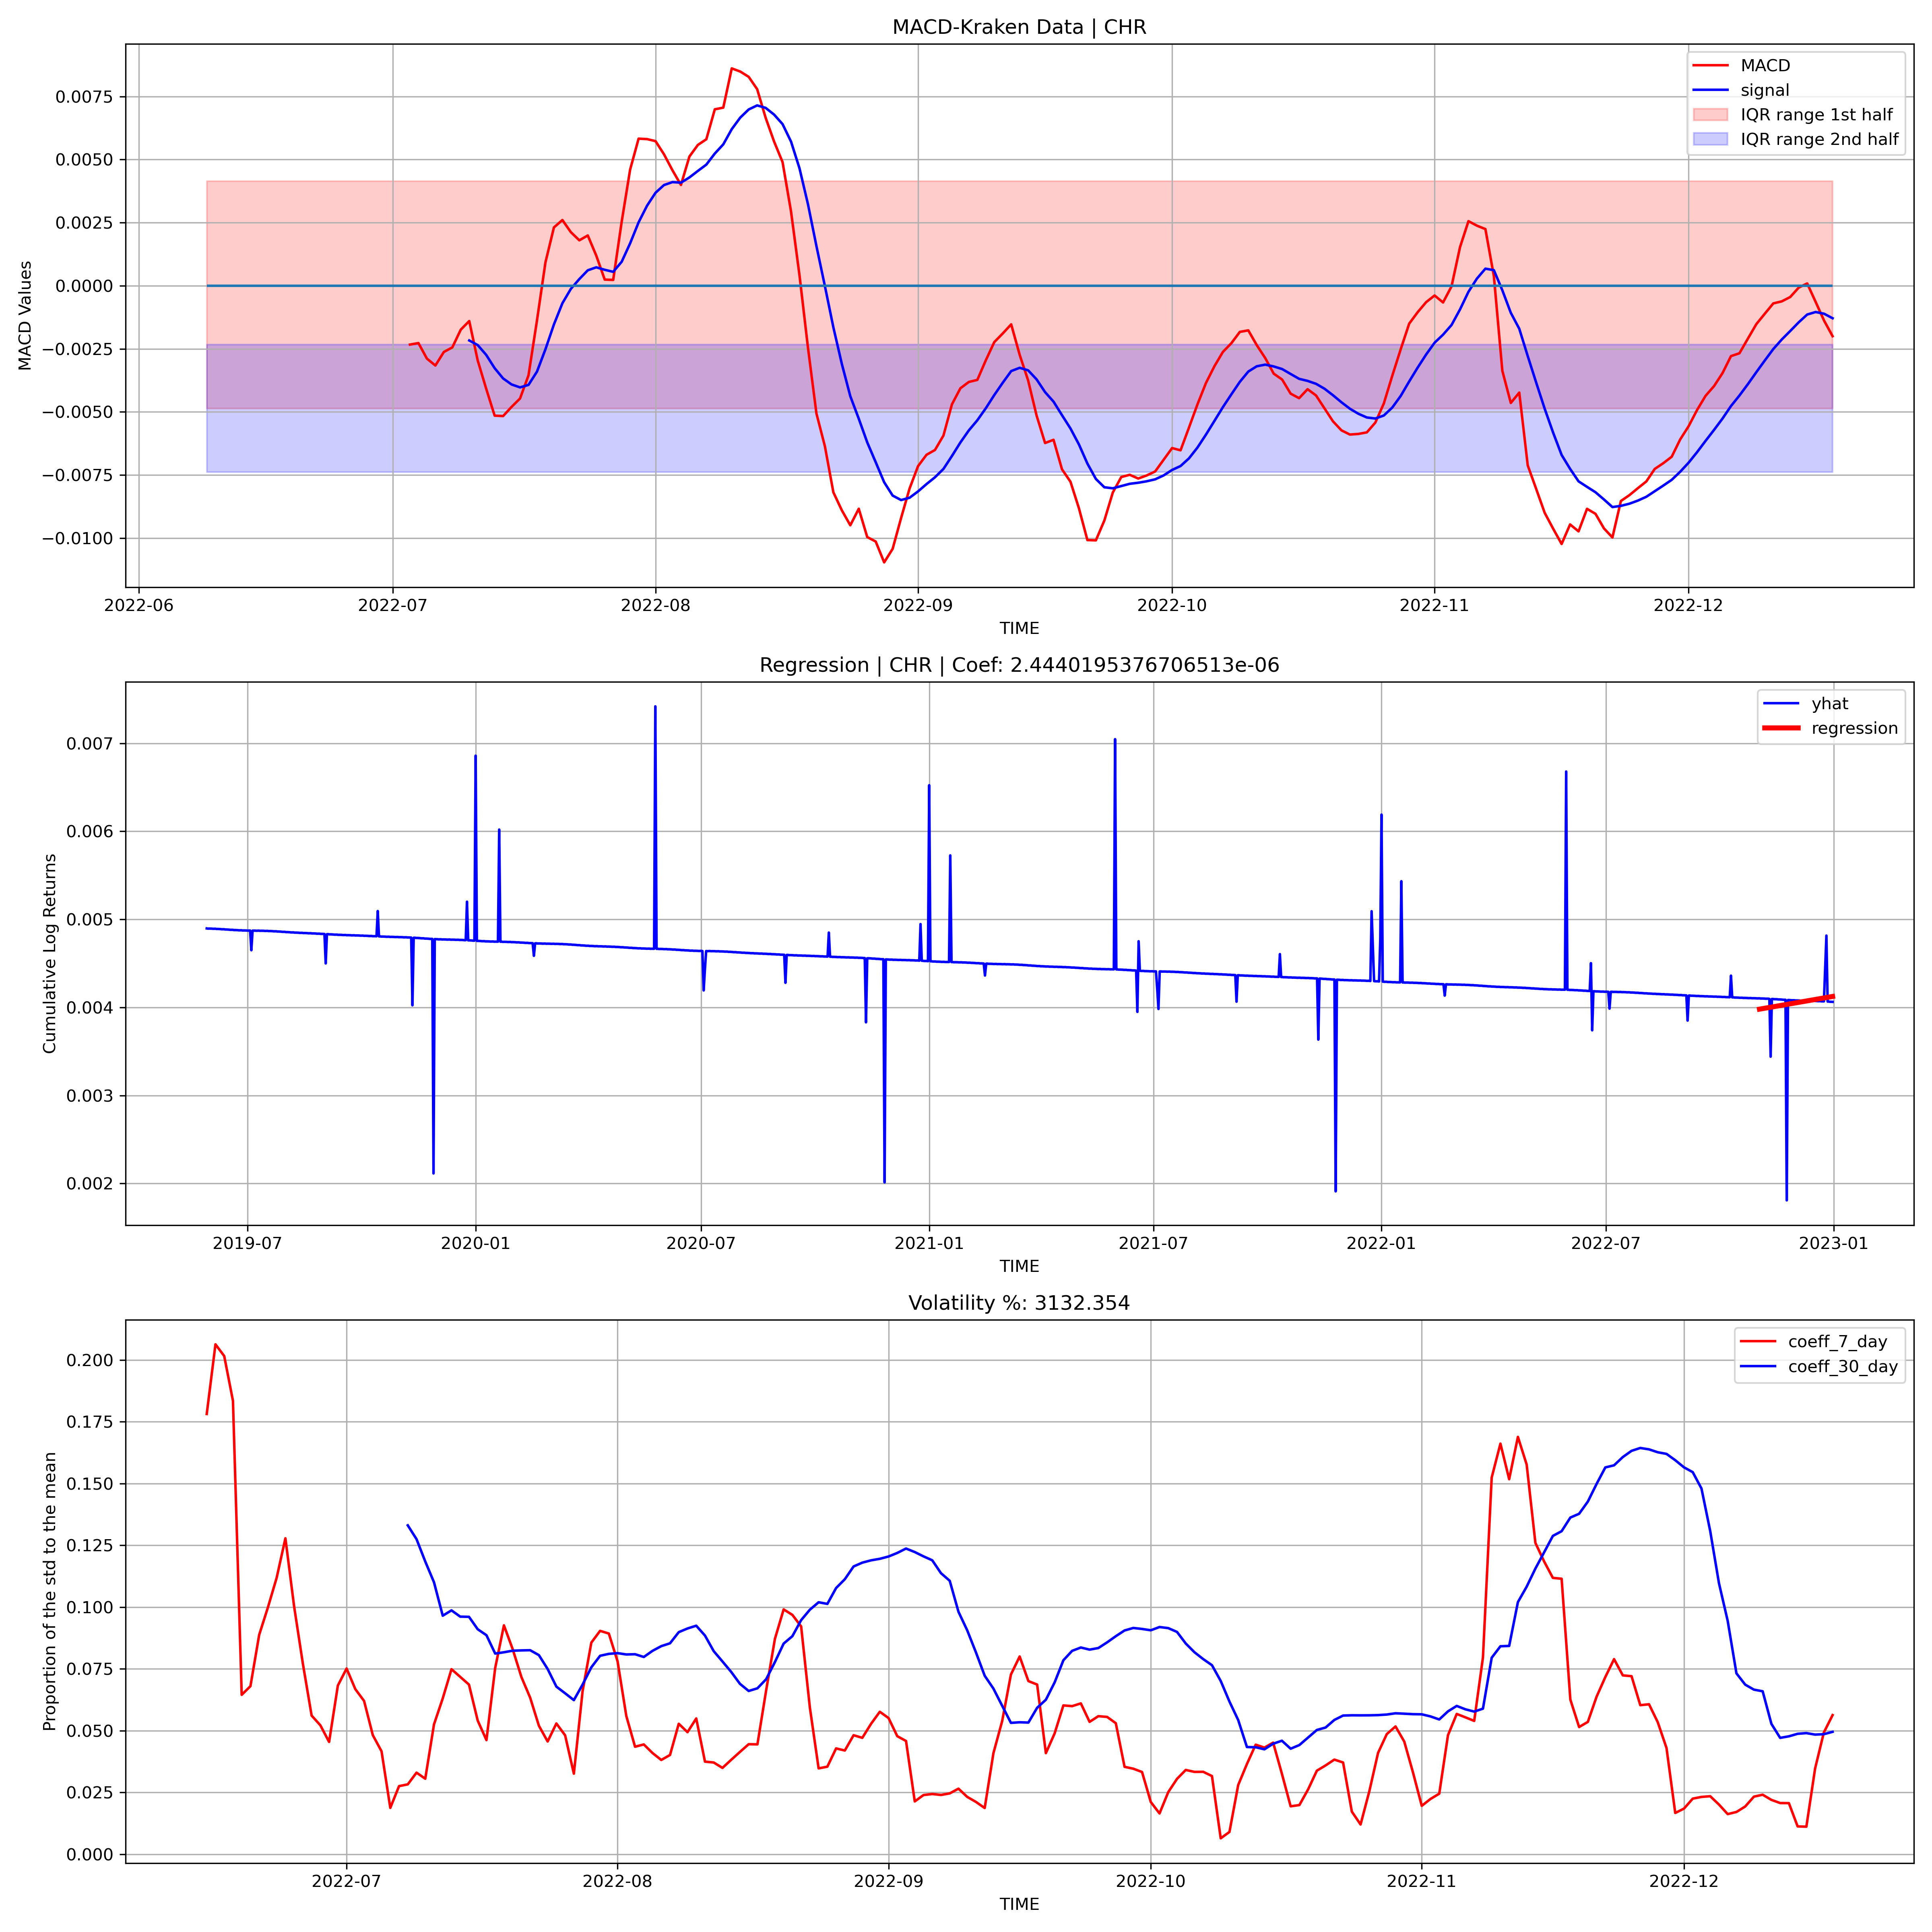 MACD-Kraken Data | CHR
MACD
signal
IQR range 1st half
IQR range 2nd half
MACD Values
0.0075
0.0050
0.0025
0.0000
−0.0025
−0.0050
−0.0075
−0.0100
2022-06 2022-07 2022-08 2022-09 2022-10 2022-11 2022-12
TIME
Regression | CHR | Coef: 2.4440195376706513e-06
yhat
regression
Cumulative Log Returns
0.007
0.006
0.005
0.004
0.003
0.002
2019-07 2020-01 2020-07 2021-01 2021-07 2022-01 2022-07 2023-01
TIME
Volatility %: 3132.354
coeff_7_day
coeff_30_day
Proportion of the std to the mean
0.200
0.175
0.150
0.125
0.100
0.075
0.050
0.025
0.000
2022-07 2022-08 2022-09 2022-10 2022-11 2022-12
TIME